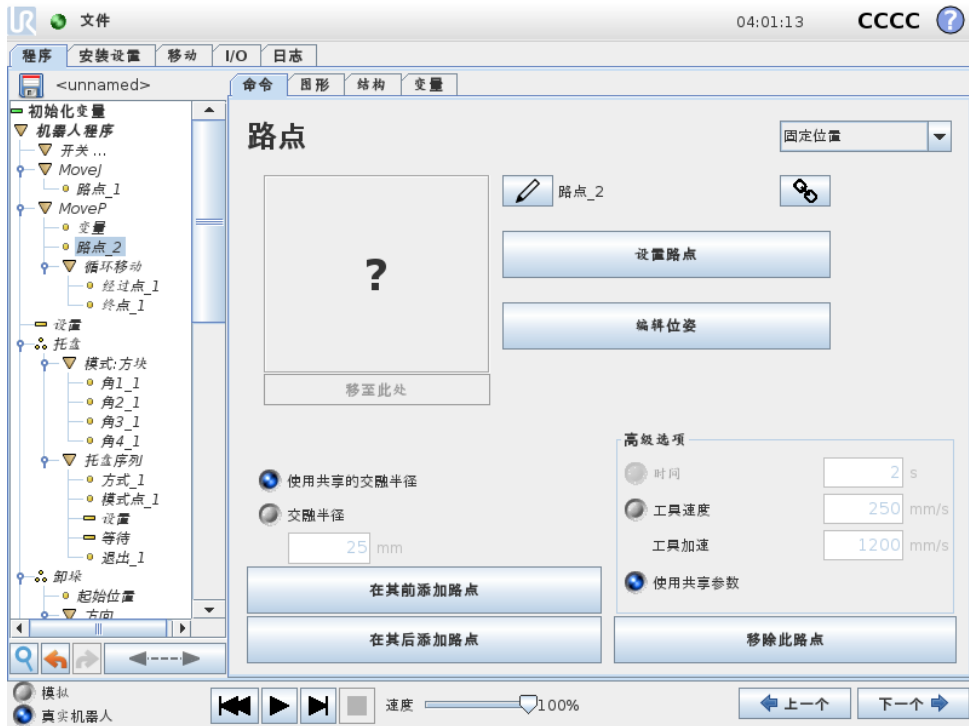 UR 文件 04:01:13 CCCC ?
程序 安装设置 移动 I/O 日志
<unnamed>
命令 图形 结构 变量
初始化变量
机器人程序
开关 ...
MoveJ
路点_1
MoveP
变量
路点_2
循环移动
经过点_1
终点_1
设置
托盘
模式:方块
角1_1
角2_1
角3_1
角4_1
托盘序列
方式_1
模式点_1
设置
等待
退出_1
卸垛
起始位置
方向
路点
固定位置
?
路点_2
设置路点
编辑位姿
移至此处
使用共享的交融半径
交融半径
25 mm
高级选项
时间 2 s
工具速度 250 mm/s
工具加速 1200 mm/s
使用共享参数
在其前添加路点
在其后添加路点
移除此路点
模拟
真实机器人
速度 100%
上一个
下一个